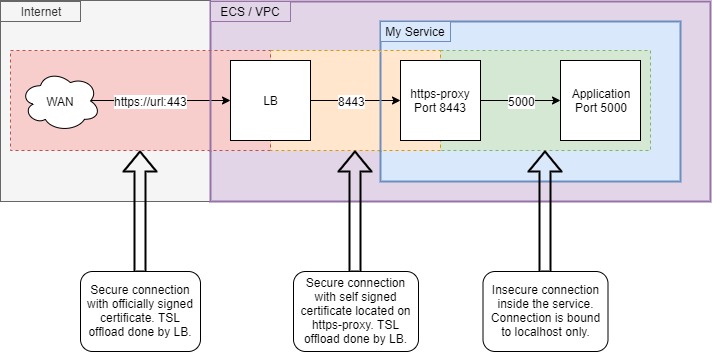 Internet
ECS / VPC
My Service
WAN
https://url:443
LB
8443
https-proxy
Port 8443
5000
Application
Port 5000
Secure connection
with officially signed
certificate. TSL
offload done by LB.
Secure connection
with self signed
certificate located on
https-proxy. TSL
offload done by LB.
Insecure connection
inside the service.
Connection is bound
to localhost only.